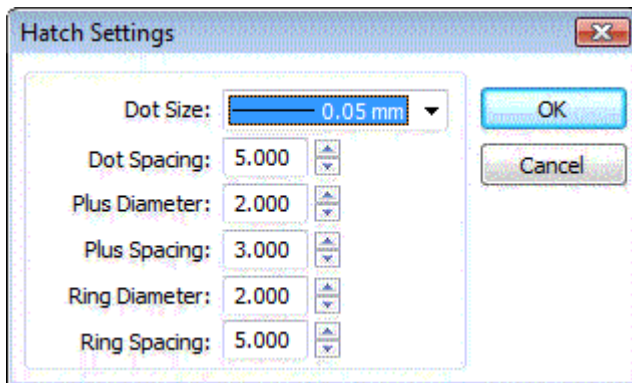 Hatch Settings
Dot Size: 0.05 mm
OK
Dot Spacing: 5.000
Cancel
Plus Diameter: 2.000
Plus Spacing: 3.000
Ring Diameter: 2.000
Ring Spacing: 5.000